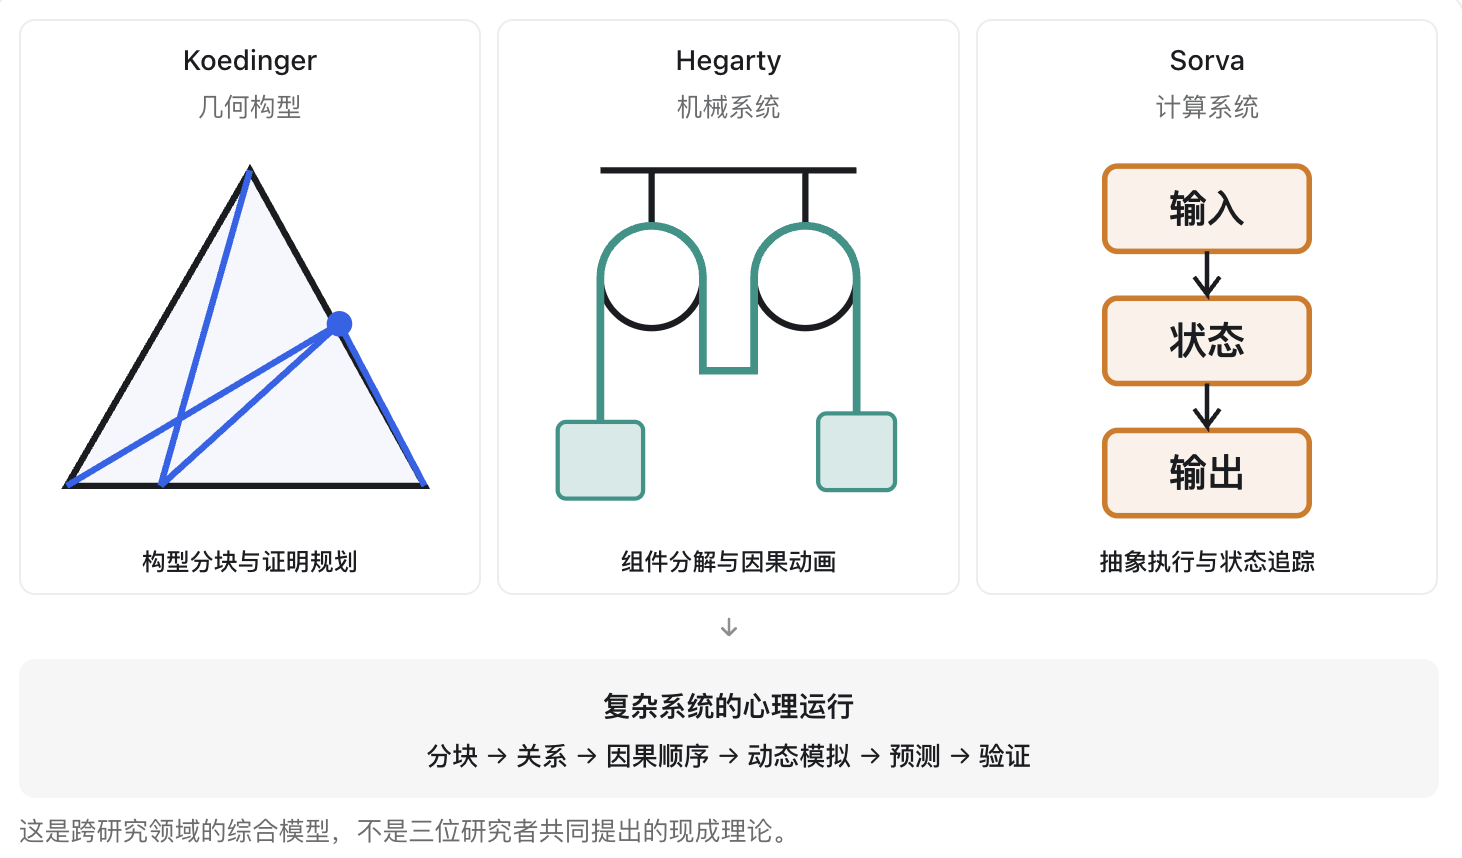 Koedinger
几何构型
构型分块与证明规划
Hegarty
机械系统
组件分解与因果动画
Sorva
计算系统
输入
状态
输出
抽象执行与状态追踪
复杂系统的心理运行
分块 → 关系 → 因果顺序 → 动态模拟 → 预测 → 验证
这是跨研究领域的综合模型，不是三位研究者共同提出的现成理论。